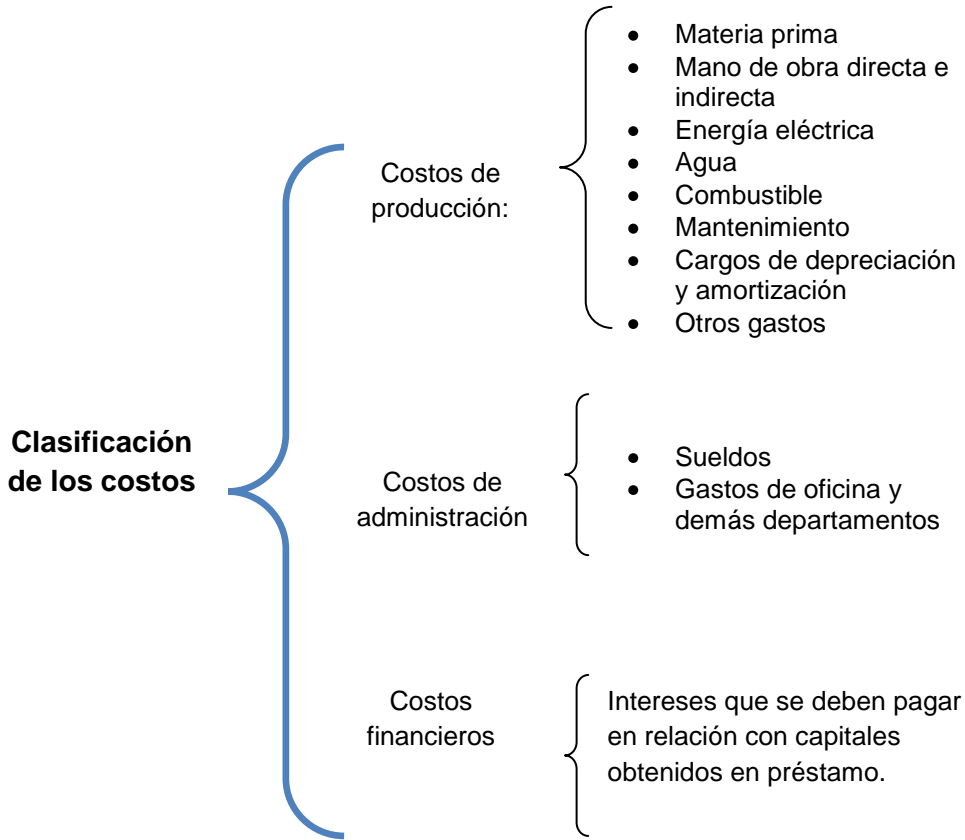 Clasificación
de los costos
Costos de
producción:
• Materia prima
• Mano de obra directa e
indirecta
• Energía eléctrica
• Agua
• Combustible
• Mantenimiento
• Cargos de depreciación
y amortización
• Otros gastos
Costos de
administración
• Sueldos
• Gastos de oficina y
demás departamentos
Costos
financieros
Intereses que se deben pagar
en relación con capitales
obtenidos en préstamo.